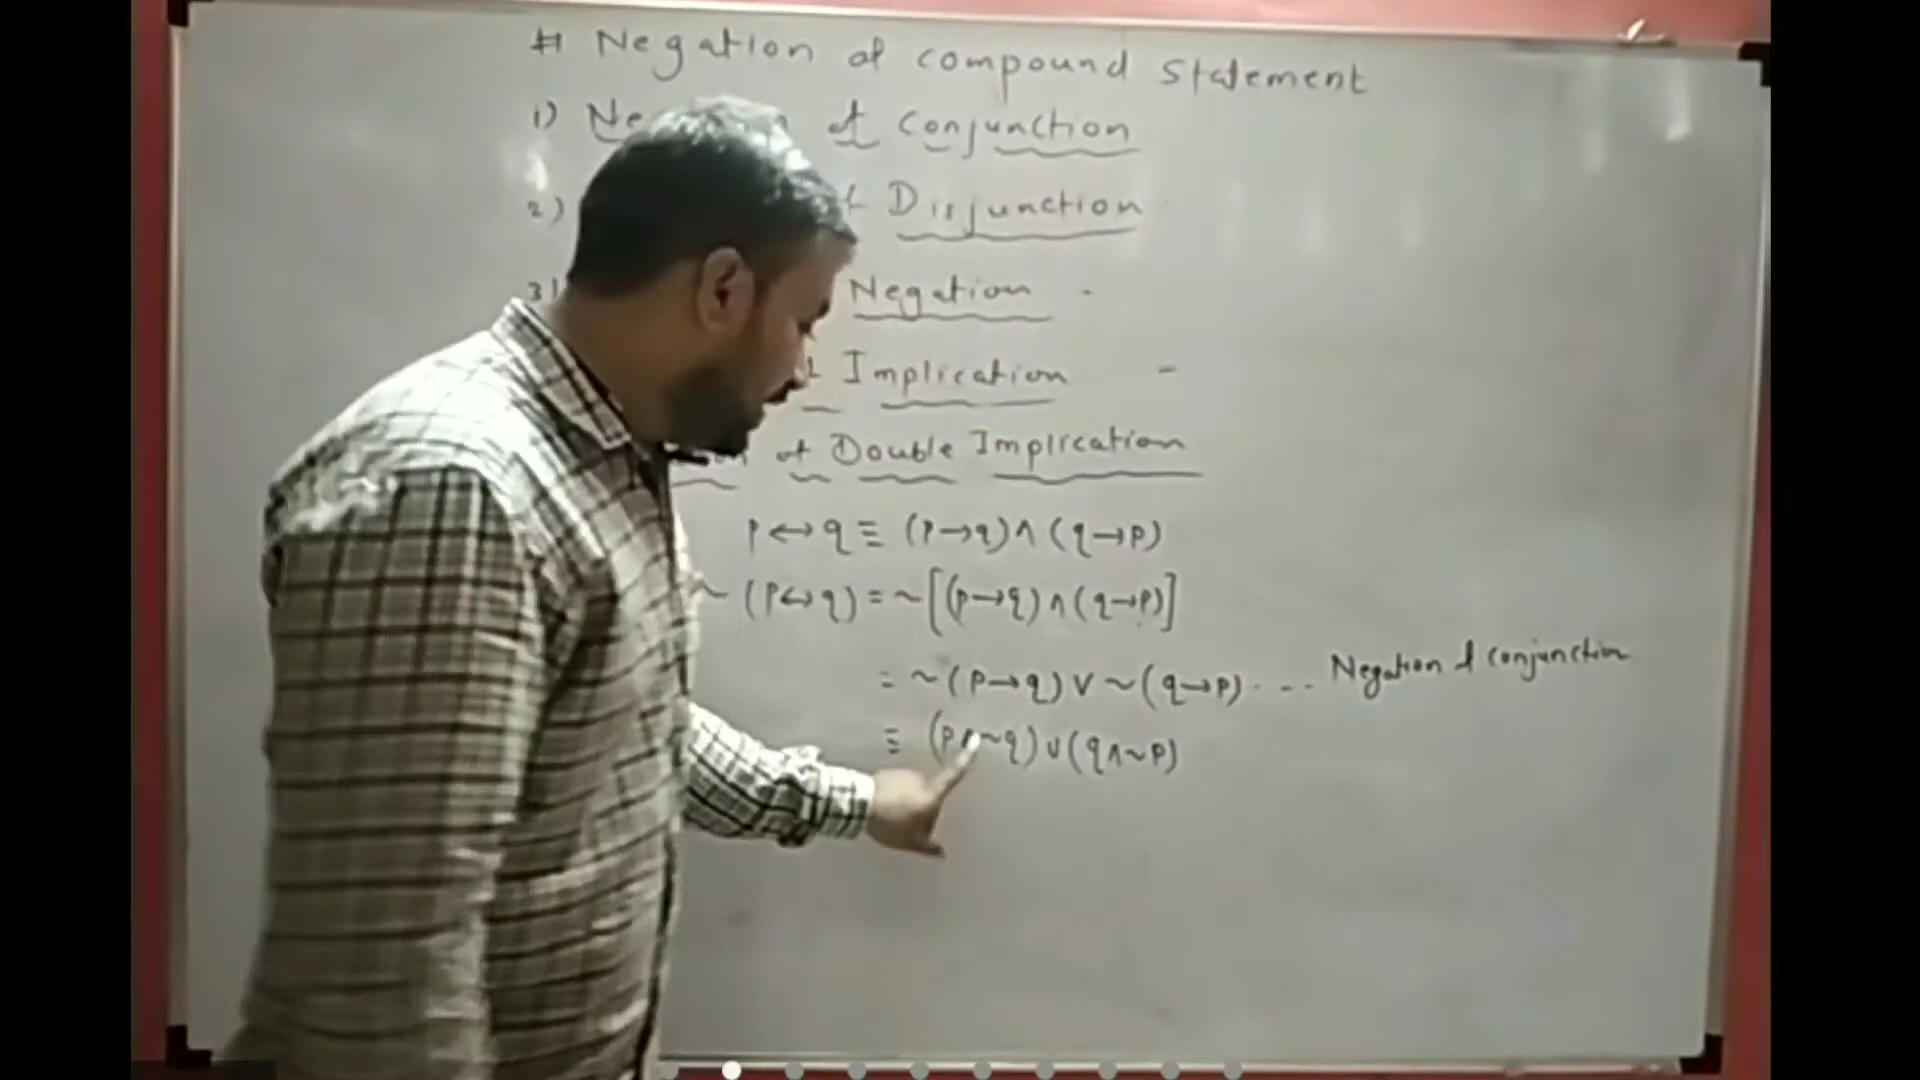 # Negation of compound statement
1) Ne of conjunction
2) Disjunction
3) Negation -
Implication -
of Double Implication
p↔q ≡ (p→q)∧(q→p)
~(p↔q) = ~[(p→q)∧(q→p)]
= ~(p→q)∨~(q→p) ... Negation of conjunction
≡ (p∧~q)∨(q∧~p)